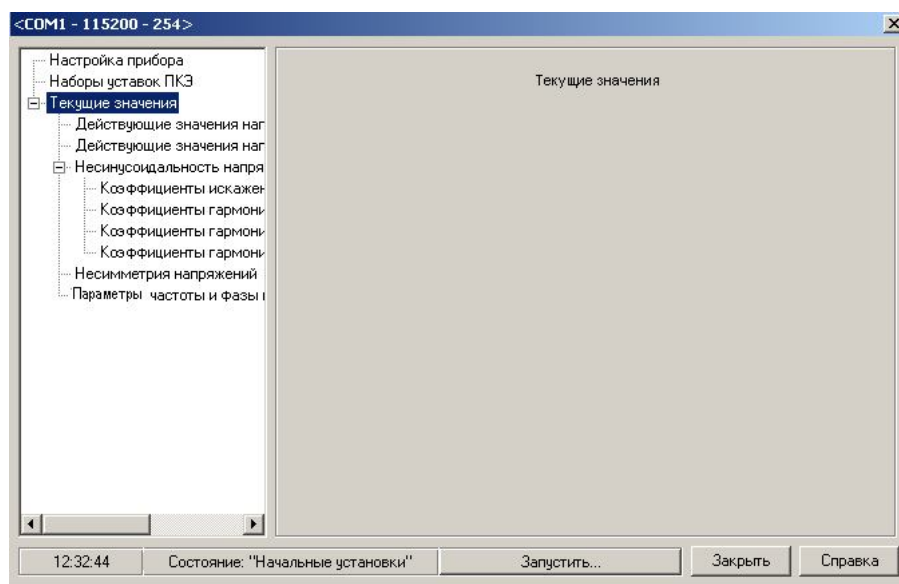 <COM1 - 115200 - 254>
Настройка прибора
Наборы уставок ПКЭ
Текущие значения
Действующие значения нап
Действующие значения нап
Несинусоидальность напря
Коэффициенты искажен
Коэффициенты гармони
Коэффициенты гармони
Коэффициенты гармони
Несимметрия напряжений
Параметры частоты и фазы
Текущие значения
12:32:44
Состояние: "Начальные установки"
Запустить...
Закрыть
Справка